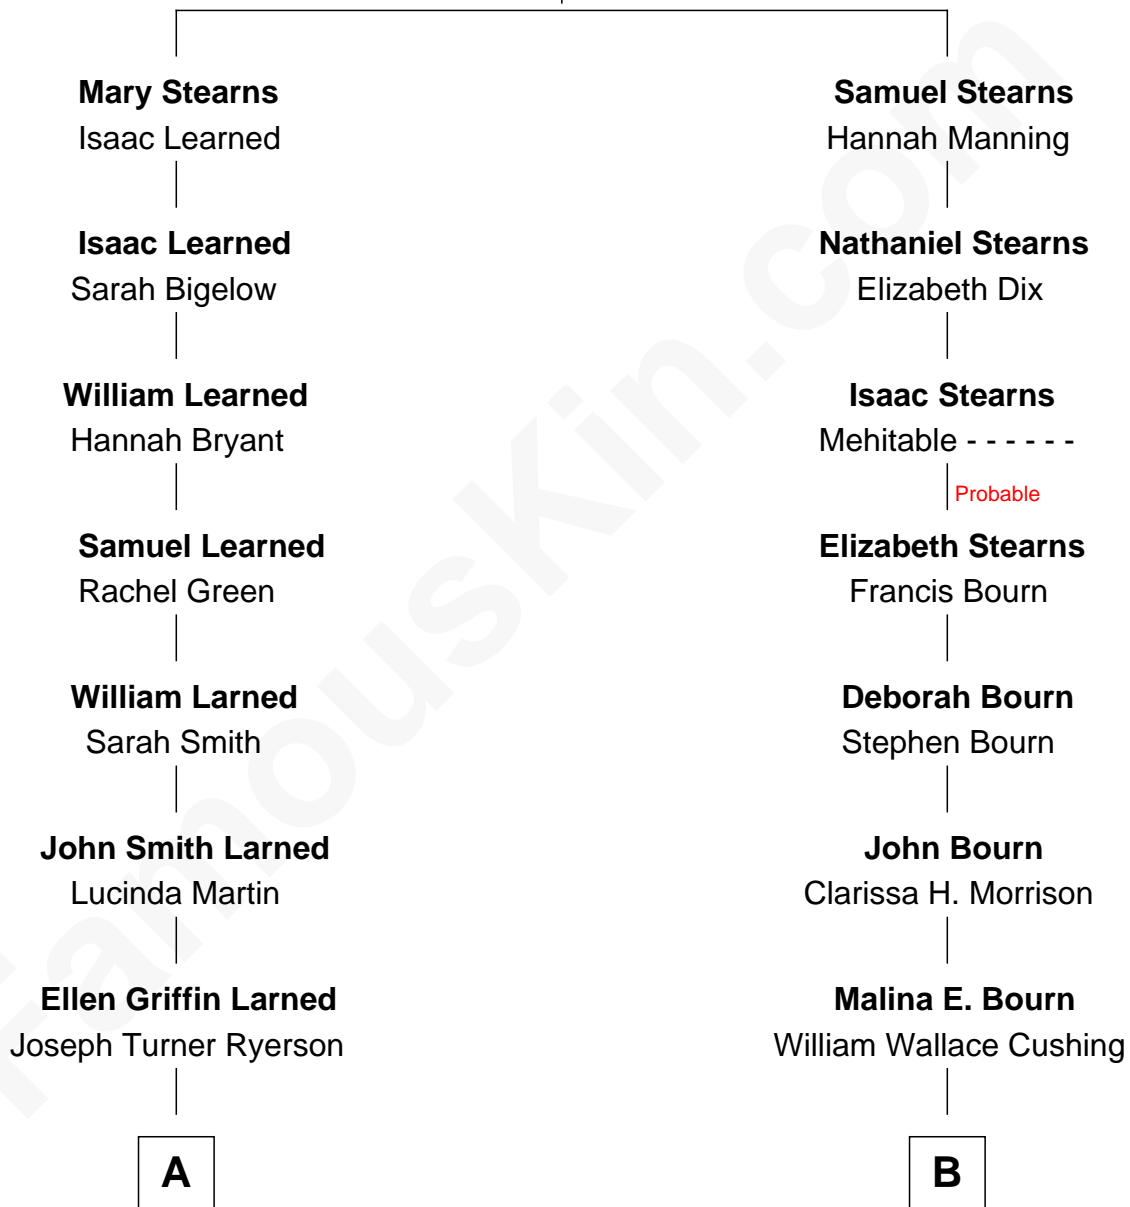 Mary Stearns
Isaac Learned
Isaac Learned
Sarah Bigelow
William Learned
Hannah Bryant
Samuel Learned
Rachel Green
William Larned
Sarah Smith
John Smith Larned
Lucinda Martin
Ellen Griffin Larned
Joseph Turner Ryerson
A
Samuel Stearns
Hannah Manning
Nathaniel Stearns
Elizabeth Dix
Isaac Stearns
Mehitable - - - - - -
Probable
Elizabeth Stearns
Francis Bourn
Deborah Bourn
Stephen Bourn
John Bourn
Clarissa H. Morrison
Malina E. Bourn
William Wallace Cushing
B
FamousKin.com